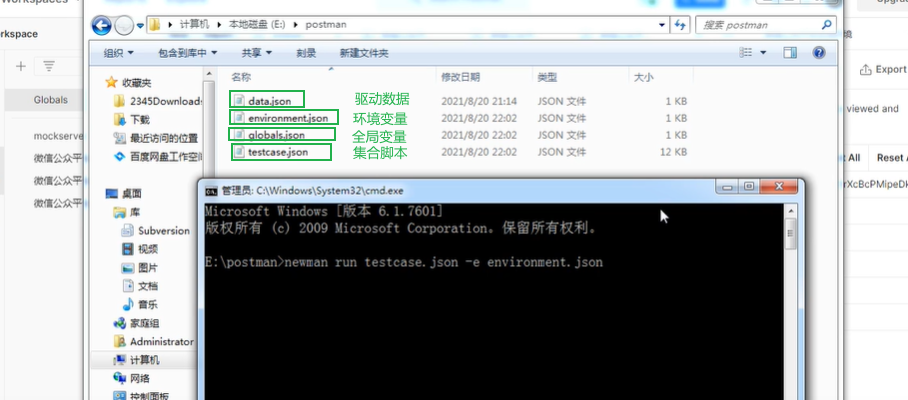 Workspaces
Upgra
计算机 ▸ 本地磁盘 (E:) ▸ postman
搜索 postman
rkspace
组织
包含到库中
共享
刻录
新建文件夹
境
名称
修改日期
类型
大小
收藏夹
Export
data.json
驱动数据
2021/8/20 21:14
JSON 文件
1 KB
Globals
2345Downloads
viewed and
environment.json
环境变量
2021/8/20 22:02
JSON 文件
1 KB
下载
globals.json
全局变量
2021/8/20 22:02
JSON 文件
1 KB
mockserve
最近访问的位置
testcase.json
集合脚本
2021/8/20 22:02
JSON 文件
12 KB
微信公众平
百度网盘工作空间
All
Reset A
微信公众平
管理员: C:\Windows\System32\cmd.exe
rXcBcPMipeDk
桌面
微信公众平
库
Microsoft Windows [版本 6.1.7601]
Subversion
版权所有 (c) 2009 Microsoft Corporation。保留所有权利。
视频
E:\postman>newman run testcase.json -e environment.json
图片
文档
音乐
家庭组
Administrator
计算机
网络
控制面板